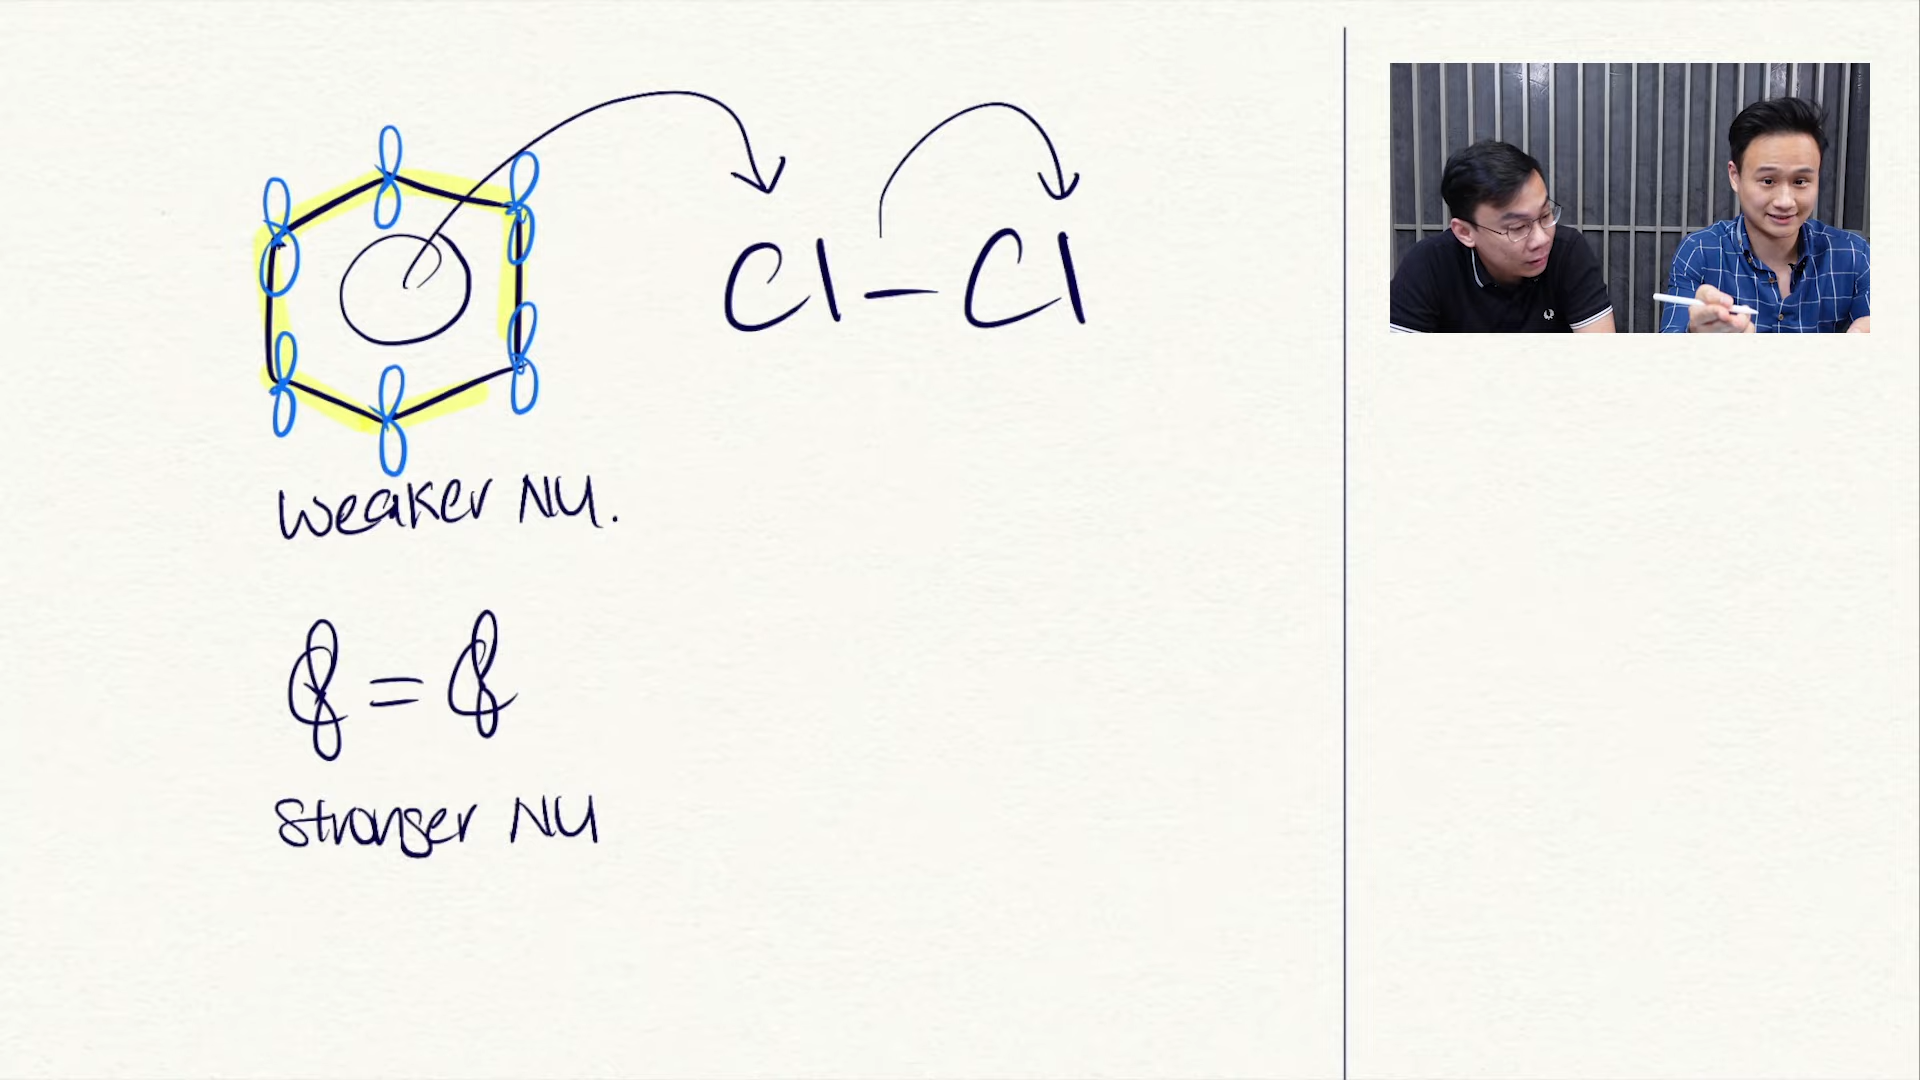 Cl – Cl
weaker NU.
C = C
Stronger NU